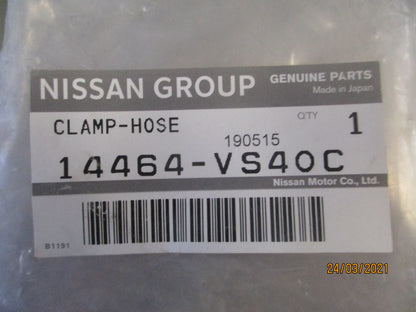 NISSAN GROUP GENUINE PARTS
Made in Japan
CLAMP-HOSE QTY 1
190515
14464-VS40C
Nissan Motor Co., Ltd.
B1191
24/03/2021